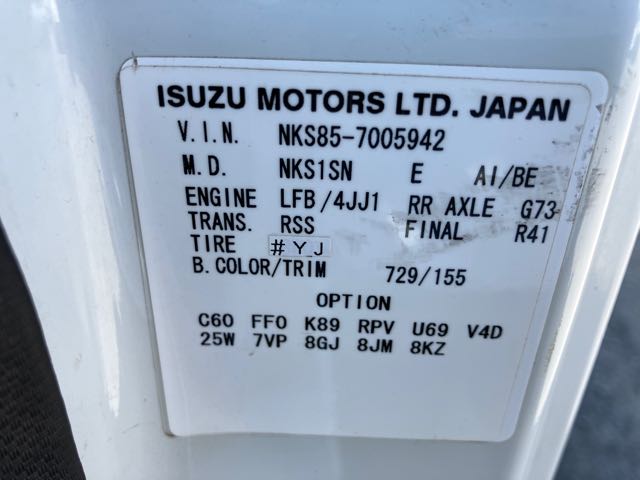 ISUZU MOTORS LTD. JAPAN
V.I.N. NKS85-7005942
M.D. NKS1SN E AI/BE
ENGINE LFB/4JJ1 RR AXLE G73
TRANS. RSS FINAL R41
TIRE #YJ
B.COLOR/TRIM 729/155
OPTION
C60 FF0 K89 RPV U69 V4D
25W 7VP 8GJ 8JM 8KZ